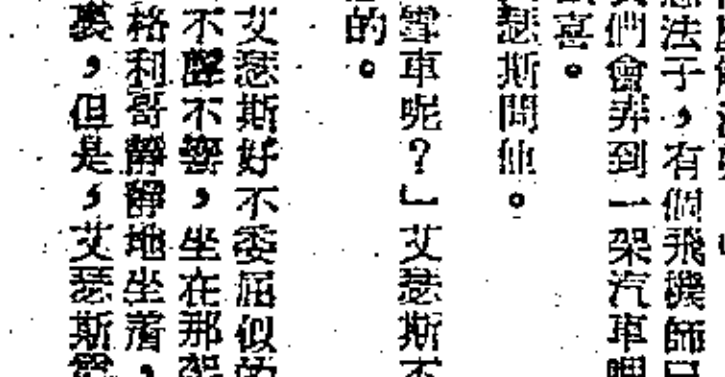 法子，有個飛機師
們會弄到一架汽車
喜。
瑟斯問他。
雪車呢？」艾瑟斯不
的。
艾瑟斯好不委屈似的
不聲不響，坐在那
格利哥靜靜地坐着，
裏，但是，艾瑟斯